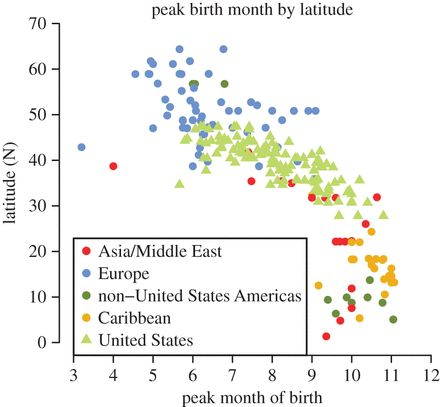 peak birth month by latitude
70
60
50
40
30
20
10
0
latitude (N)
Asia/Middle East
Europe
non−United States Americas
Caribbean
United States
3 4 5 6 7 8 9 10 11 12
peak month of birth